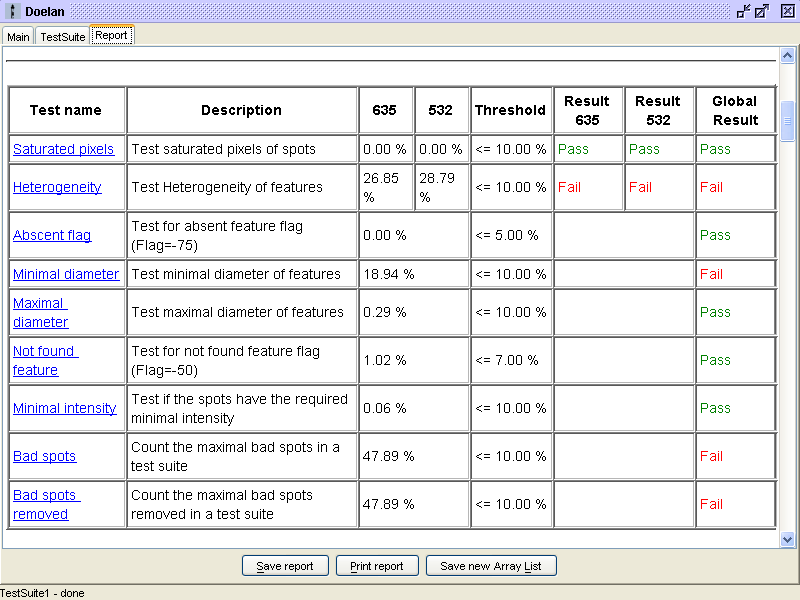 Doelan
Main TestSuite Report
Test name Description 635 532 Threshold Result 635 Result 532 Global Result
Saturated pixels Test saturated pixels of spots 0.00 % 0.00 % <= 10.00 % Pass Pass Pass
Heterogeneity Test Heterogeneity of features 26.85 % 28.79 % <= 10.00 % Fail Fail Fail
Abscent flag Test for absent feature flag (Flag=-75) 0.00 % <= 5.00 % Pass
Minimal diameter Test minimal diameter of features 18.94 % <= 10.00 % Fail
Maximal diameter Test maximal diameter of features 0.29 % <= 10.00 % Pass
Not found feature Test for not found feature flag (Flag=-50) 1.02 % <= 7.00 % Pass
Minimal intensity Test if the spots have the required minimal intensity 0.06 % <= 10.00 % Pass
Bad spots Count the maximal bad spots in a test suite 47.89 % <= 10.00 % Fail
Bad spots removed Count the maximal bad spots removed in a test suite 47.89 % <= 10.00 % Fail
Save report Print report Save new Array List
TestSuite1 - done